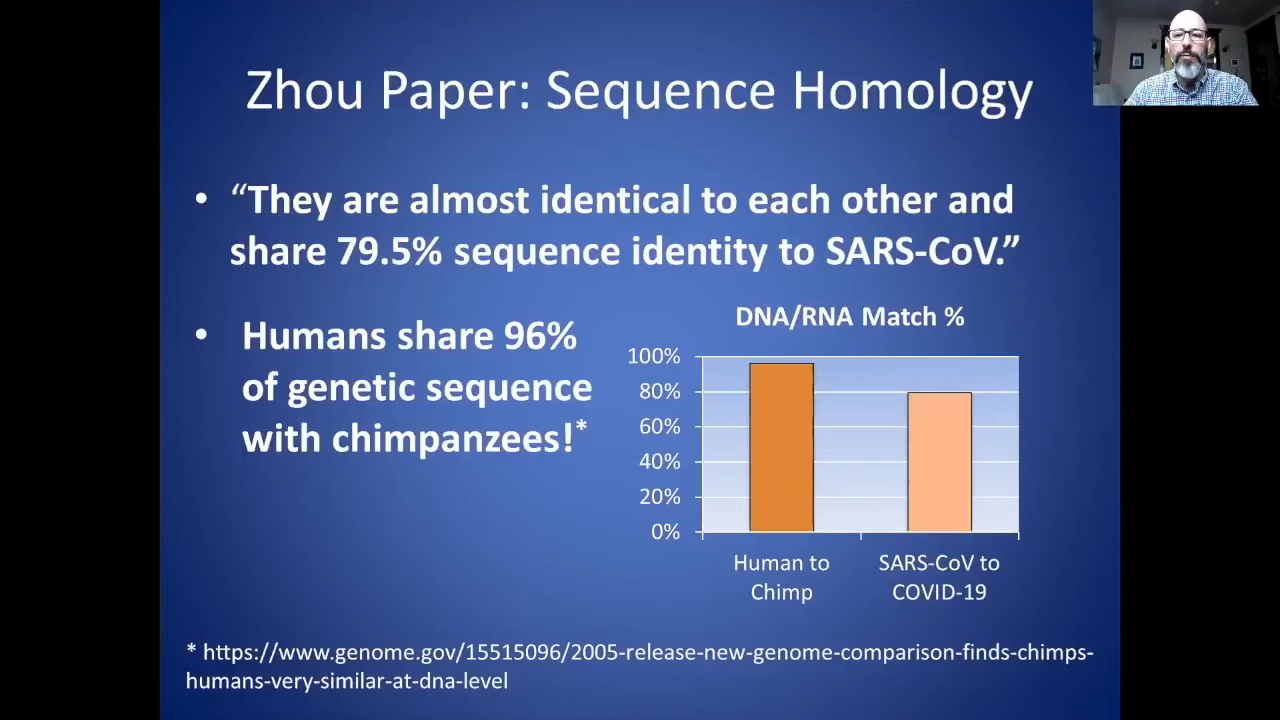 Zhou Paper: Sequence Homology
• “They are almost identical to each other and
share 79.5% sequence identity to SARS-CoV.”
• Humans share 96%
of genetic sequence
with chimpanzees!*
DNA/RNA Match %
100%
80%
60%
40%
20%
0%
Human to
Chimp
SARS-CoV to
COVID-19
* https://www.genome.gov/15515096/2005-release-new-genome-comparison-finds-chimps-
humans-very-similar-at-dna-level